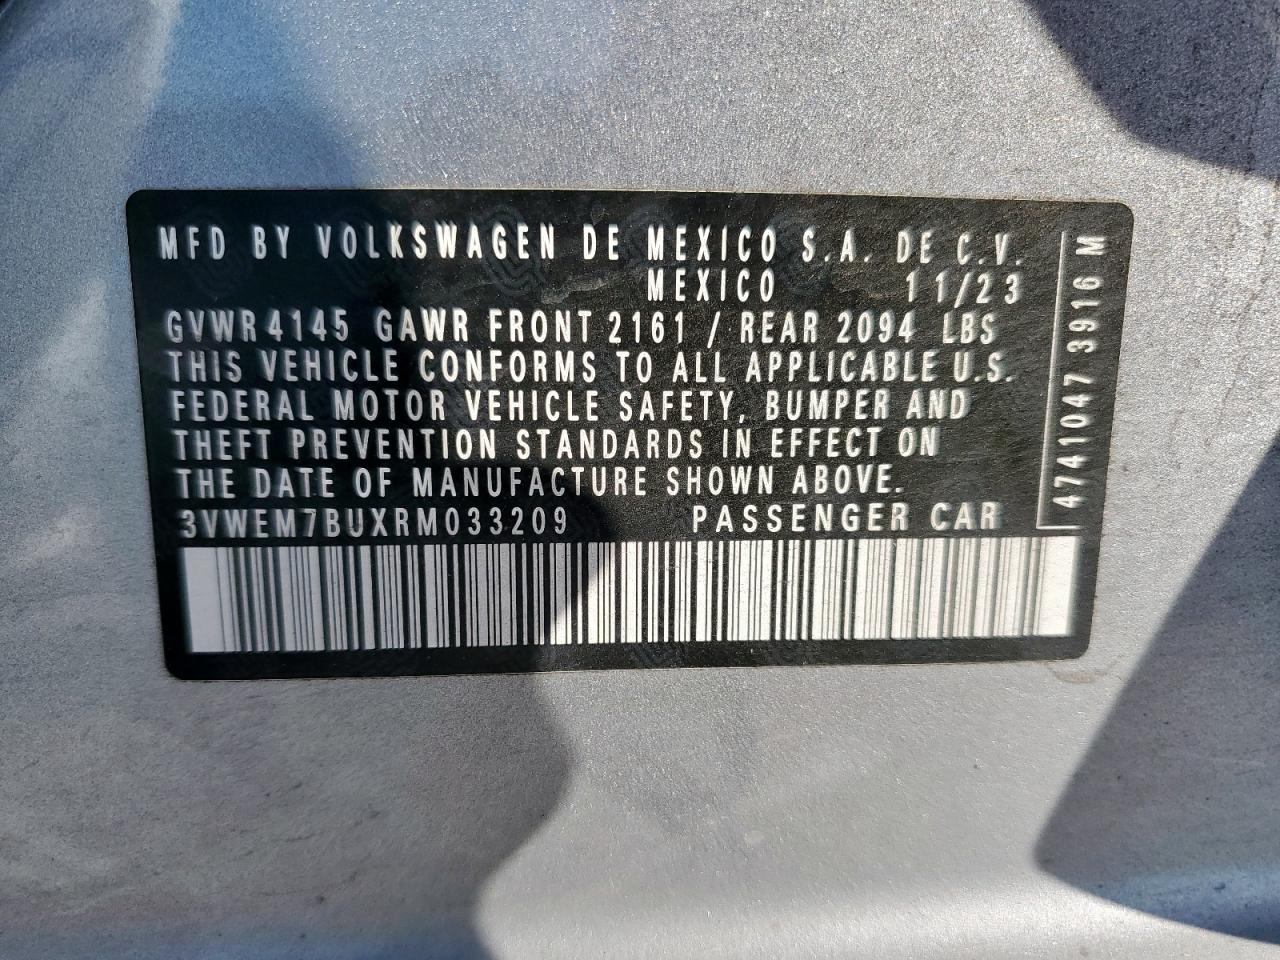 MFD BY VOLKSWAGEN DE MEXICO S.A. DE C.V.
MEXICO 11/23
GVWR 4145 GAWR FRONT 2161 / REAR 2094 LBS
THIS VEHICLE CONFORMS TO ALL APPLICABLE U.S.
FEDERAL MOTOR VEHICLE SAFETY, BUMPER AND
THEFT PREVENTION STANDARDS IN EFFECT ON
THE DATE OF MANUFACTURE SHOWN ABOVE.
3VWEM7BUXRM033209 PASSENGER CAR
4741047 3916 M